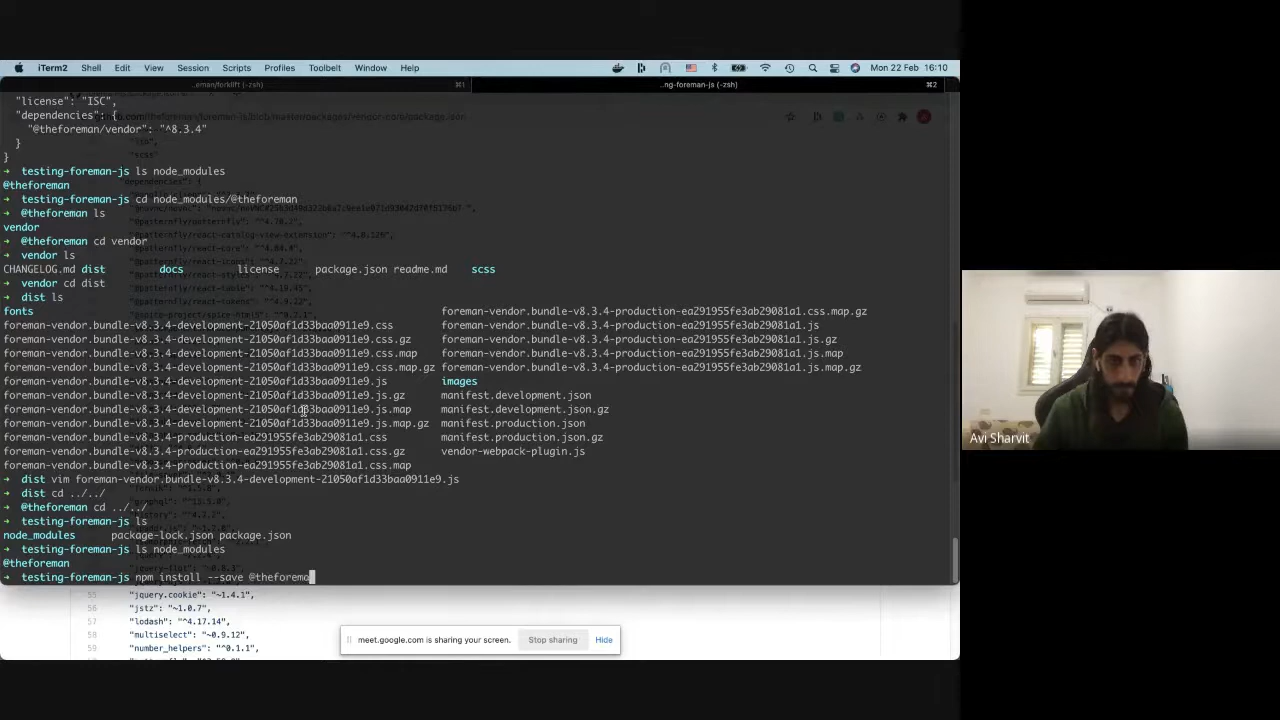 iTerm2 Shell Edit View Session Scripts Profiles Toolbelt Window Help Mon 22 Feb 16:10
..eman/forklift (-zsh) ⌘1 ..ng-foreman-js (-zsh) ⌘2
"license": "ISC",
"dependencies": {
"@theforeman/vendor": "^8.3.4"
}
}
→ testing-foreman-js ls node_modules
@theforeman
→ testing-foreman-js cd node_modules/@theforeman
→ @theforeman ls
vendor
→ @theforeman cd vendor
→ vendor ls
CHANGELOG.md dist docs license package.json readme.md scss
→ vendor cd dist
→ dist ls
fonts foreman-vendor.bundle-v8.3.4-production-ea291955fe3ab29081a1.css.map.gz
foreman-vendor.bundle-v8.3.4-development-21050af1d33baa0911e9.css foreman-vendor.bundle-v8.3.4-production-ea291955fe3ab29081a1.js
foreman-vendor.bundle-v8.3.4-development-21050af1d33baa0911e9.css.gz foreman-vendor.bundle-v8.3.4-production-ea291955fe3ab29081a1.js.gz
foreman-vendor.bundle-v8.3.4-development-21050af1d33baa0911e9.css.map foreman-vendor.bundle-v8.3.4-production-ea291955fe3ab29081a1.js.map
foreman-vendor.bundle-v8.3.4-development-21050af1d33baa0911e9.css.map.gz foreman-vendor.bundle-v8.3.4-production-ea291955fe3ab29081a1.js.map.gz
foreman-vendor.bundle-v8.3.4-development-21050af1d33baa0911e9.js images
foreman-vendor.bundle-v8.3.4-development-21050af1d33baa0911e9.js.gz manifest.development.json
foreman-vendor.bundle-v8.3.4-development-21050af1d33baa0911e9.js.map manifest.development.json.gz
foreman-vendor.bundle-v8.3.4-development-21050af1d33baa0911e9.js.map.gz manifest.production.json
foreman-vendor.bundle-v8.3.4-production-ea291955fe3ab29081a1.css manifest.production.json.gz
foreman-vendor.bundle-v8.3.4-production-ea291955fe3ab29081a1.css.gz vendor-webpack-plugin.js
foreman-vendor.bundle-v8.3.4-production-ea291955fe3ab29081a1.css.map
→ dist vim foreman-vendor.bundle-v8.3.4-development-21050af1d33baa0911e9.js
→ dist cd ../../
→ @theforeman cd ../../
→ testing-foreman-js ls
node_modules package-lock.json package.json
→ testing-foreman-js ls node_modules
@theforeman
→ testing-foreman-js npm install --save @theforema
55 "jquery.cookie": "~1.4.1",
56 "jstz": "~1.0.7",
57 "lodash": "^4.17.14",
58 "multiselect": "~0.9.12",
59 "number_helpers": "^0.1.1",
meet.google.com is sharing your screen. Stop sharing Hide
Avi Sharvit